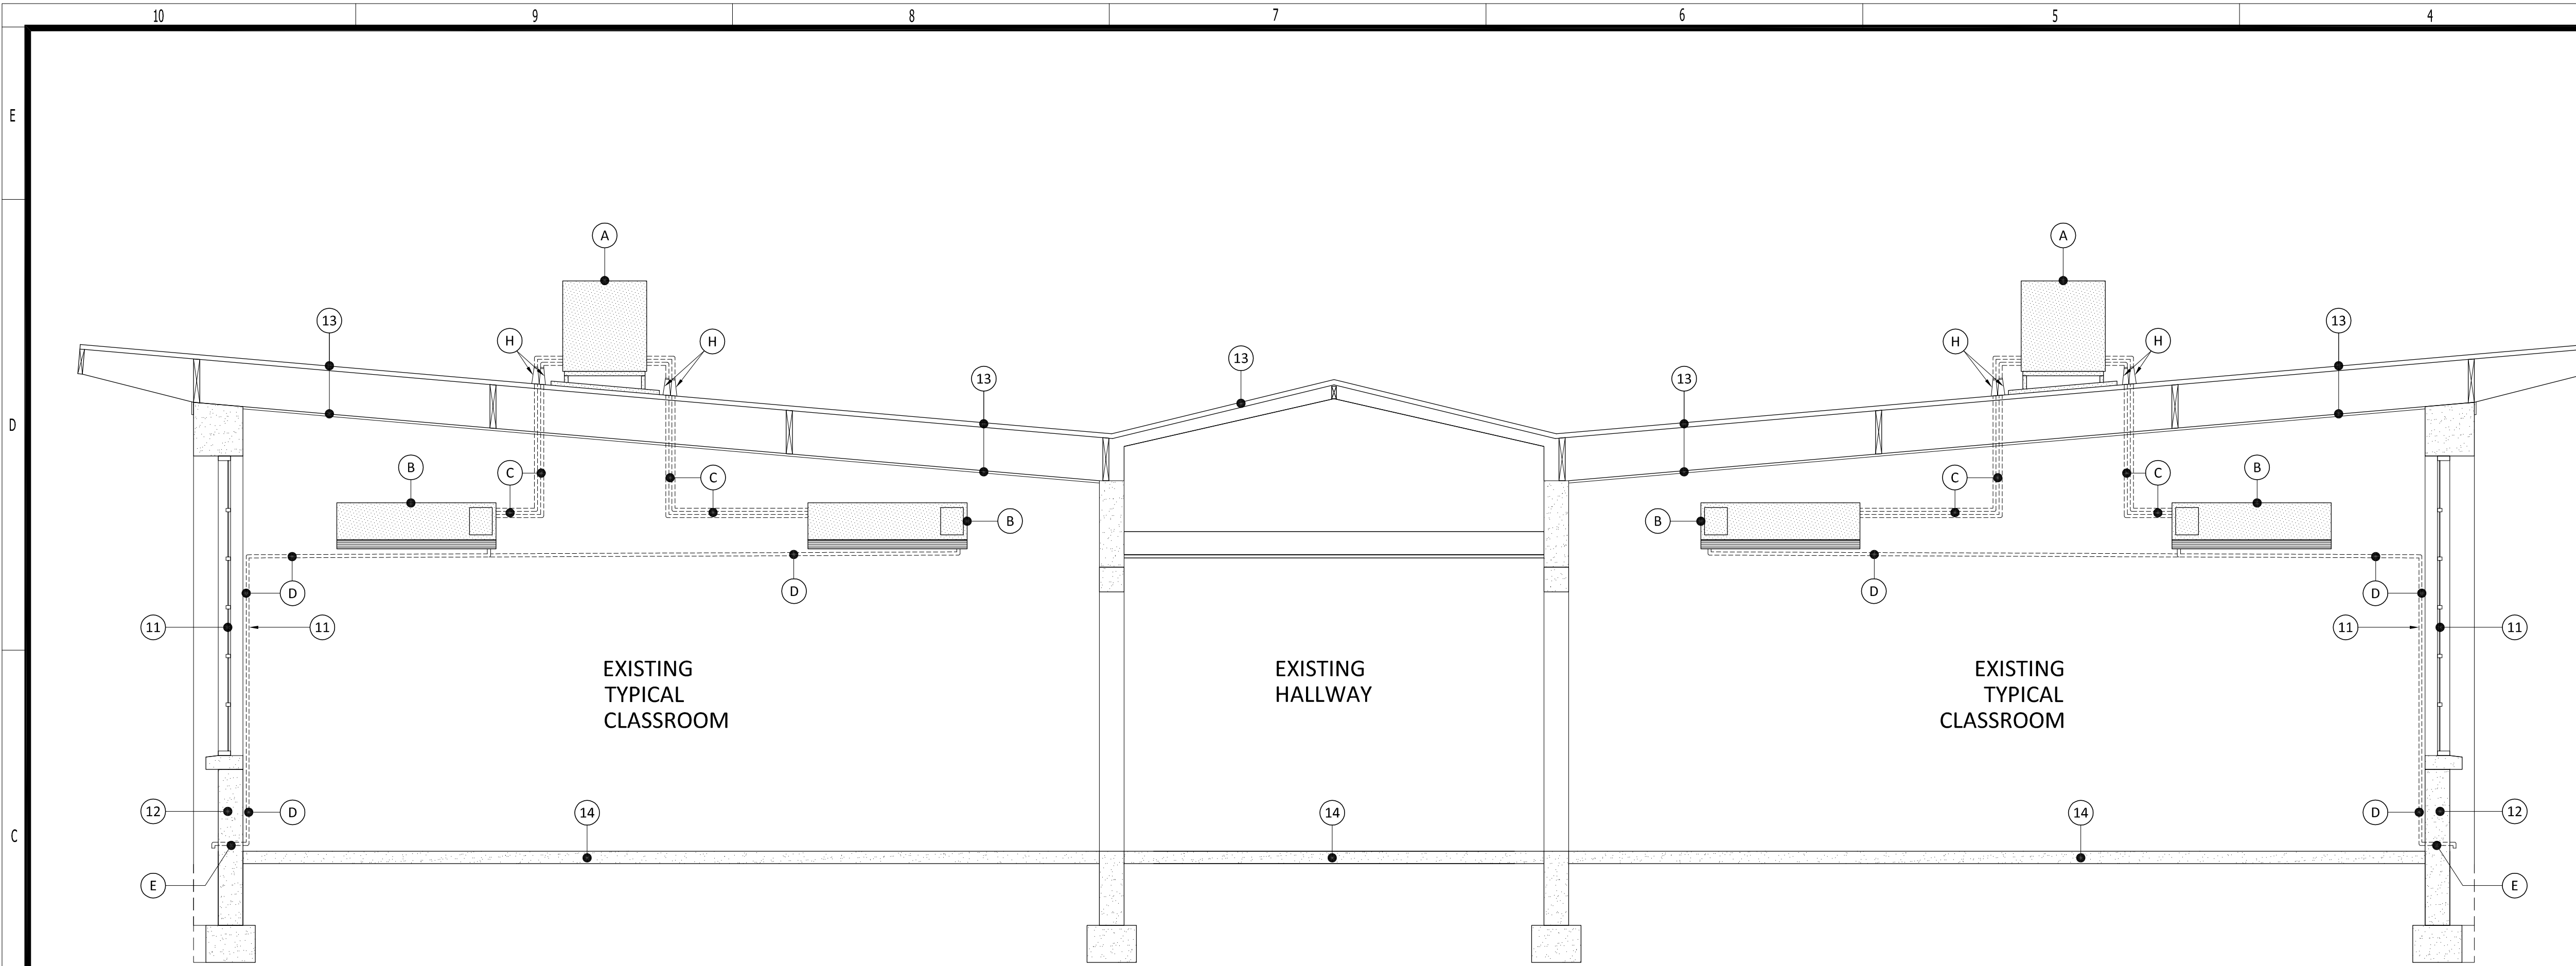 10 9 8 7 6 5 4
E
A A
13 13
H H H H
13 13 13
D
B C C C C B
B B
D D D D
D D
11 11 11 11
EXISTING
TYPICAL
CLASSROOM
EXISTING
HALLWAY
EXISTING
TYPICAL
CLASSROOM
12 D 14 14 14 D 12
C
E E